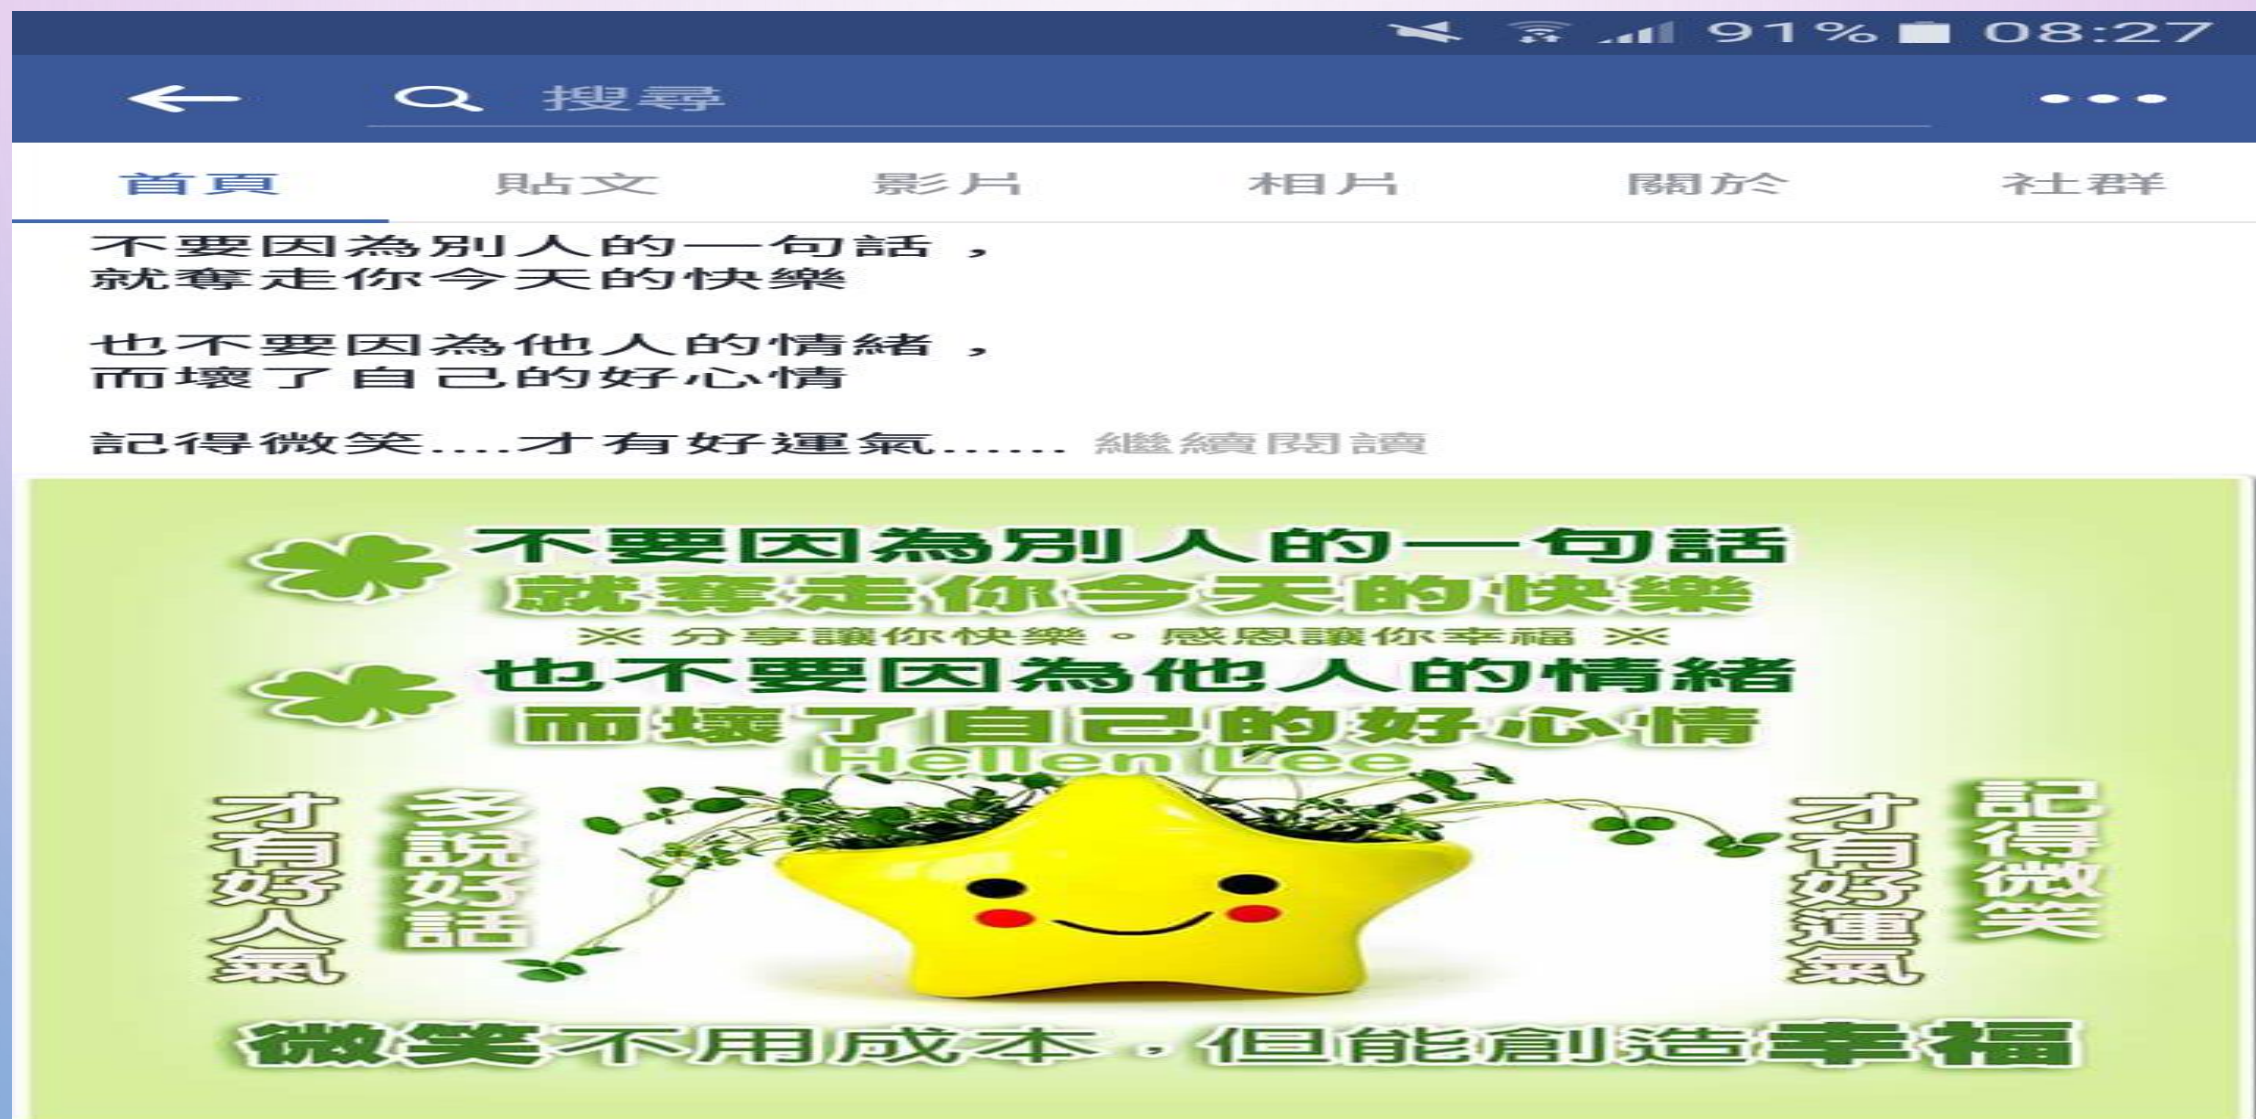 91% 08:27
搜尋
首頁 貼文 影片 相片 關於 社群
不要因為別人的一句話，
就奪走你今天的快樂
也不要因為他人的情緒，
而壞了自己的好心情
記得微笑....才有好運氣...... 繼續閱讀
不要因為別人的一句話
就奪走你今天的快樂
※ 分享讓你快樂。感恩讓你幸福 ※
也不要因為他人的情緒
而壞了自己的好心情
Hellen Lee
記得微笑
才有好運氣
多說好話
才有好人氣
微笑不用成本，但能創造幸福